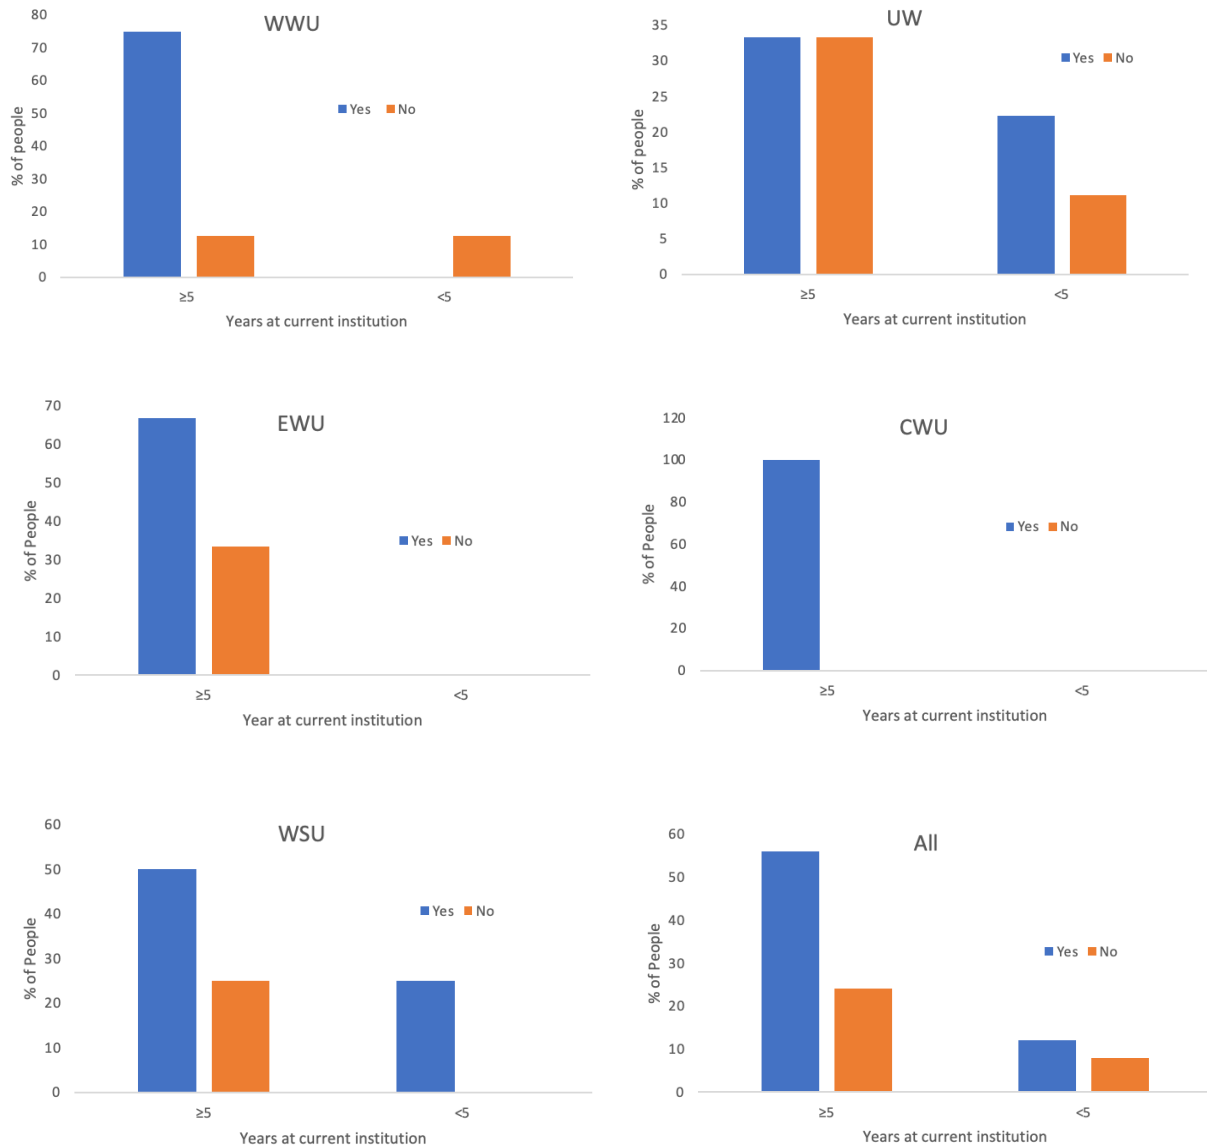 WWU
80
70
60
50
40
30
20
10
0
% of people
Yes No
≥5 <5
Years at current institution
UW
35
30
25
20
15
10
5
0
% of people
Yes No
≥5 <5
Years at current institution
EWU
70
60
50
40
30
20
10
0
% of People
Yes No
≥5 <5
Year at current institution
CWU
120
100
80
60
40
20
0
% of People
Yes No
≥5 <5
Years at current institution
WSU
60
50
40
30
20
10
0
% of People
Yes No
≥5 <5
Years at current institution
All
60
50
40
30
20
10
0
% of People
Yes No
≥5 <5
Years at current institution